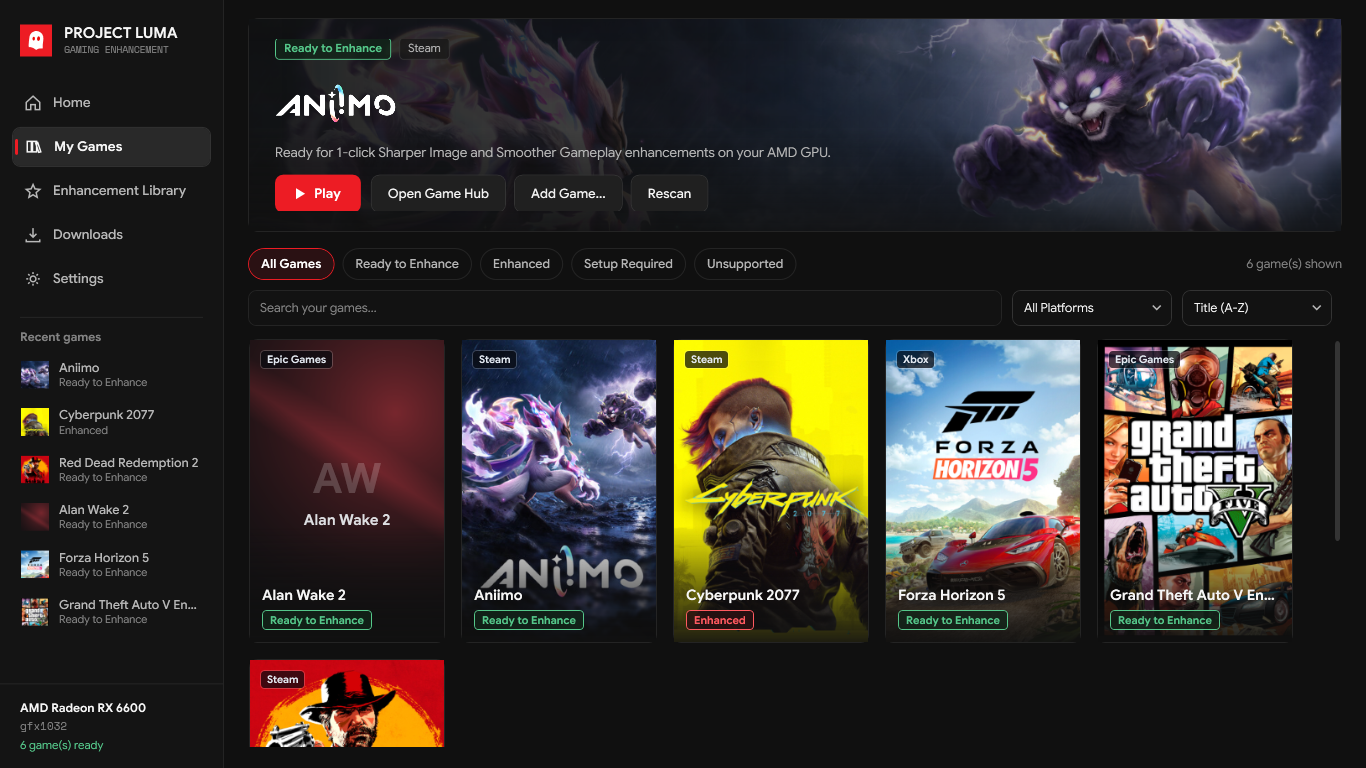 PROJECT LUMA
GAMING ENHANCEMENT
Home
My Games
Enhancement Library
Downloads
Settings
Recent games
Aniimo
Ready to Enhance
Cyberpunk 2077
Enhanced
Red Dead Redemption 2
Ready to Enhance
Alan Wake 2
Ready to Enhance
Forza Horizon 5
Ready to Enhance
Grand Theft Auto V En...
Ready to Enhance
AMD Radeon RX 6600
gfx1032
6 game(s) ready
Ready to Enhance Steam
ANiiMO
Ready for 1-click Sharper Image and Smoother Gameplay enhancements on your AMD GPU.
Play Open Game Hub Add Game... Rescan
All Games Ready to Enhance Enhanced Setup Required Unsupported 6 game(s) shown
Search your games... All Platforms Title (A-Z)
Epic Games
AW
Alan Wake 2
Alan Wake 2
Ready to Enhance
Steam
ANiiMO
Aniimo
Ready to Enhance
Steam
Cyberpunk
2077
Cyberpunk 2077
Enhanced
Xbox
FORZA
HORIZON 5
Forza Horizon 5
Ready to Enhance
Epic Games
grand
theft
auto V
FIVE
Grand Theft Auto V En...
Ready to Enhance
Steam